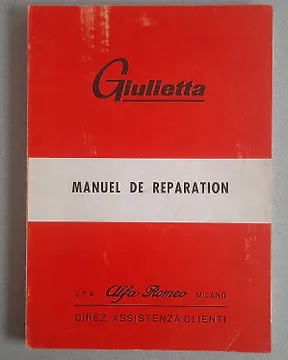 Giulietta
MANUEL DE REPARATION
S.P.A. Alfa Romeo MILANO
DIREZ. ASSISTENZA CLIENTI